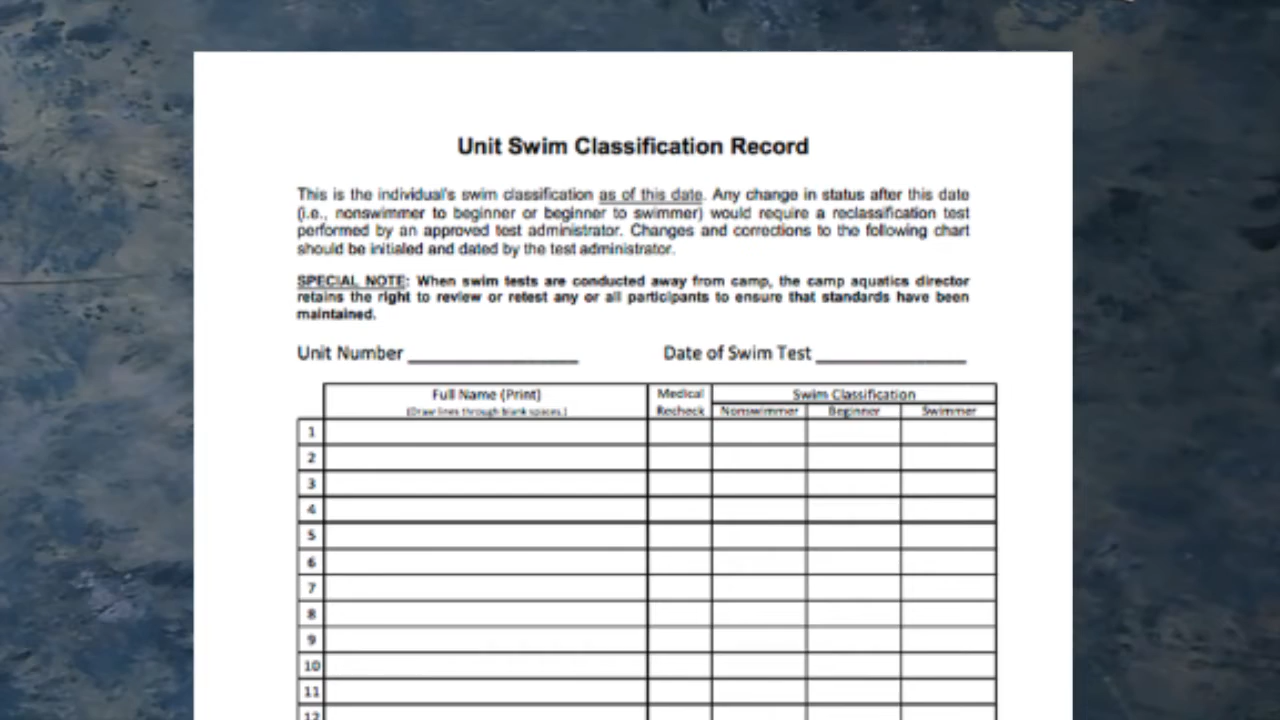 Unit Swim Classification Record
This is the individual's swim classification as of this date. Any change in status after this date
(i.e., nonswimmer to beginner or beginner to swimmer) would require a reclassification test
performed by an approved test administrator. Changes and corrections to the following chart
should be initialed and dated by the test administrator.
SPECIAL NOTE: When swim tests are conducted away from camp, the camp aquatics director
retains the right to review or retest any or all participants to ensure that standards have been
maintained.
Unit Number _______________ Date of Swim Test _______________
Full Name (Print) Medical Swim Classification
(Draw lines through blank spaces.) Recheck Nonswimmer Beginner Swimmer
1
2
3
4
5
6
7
8
9
10
11
12